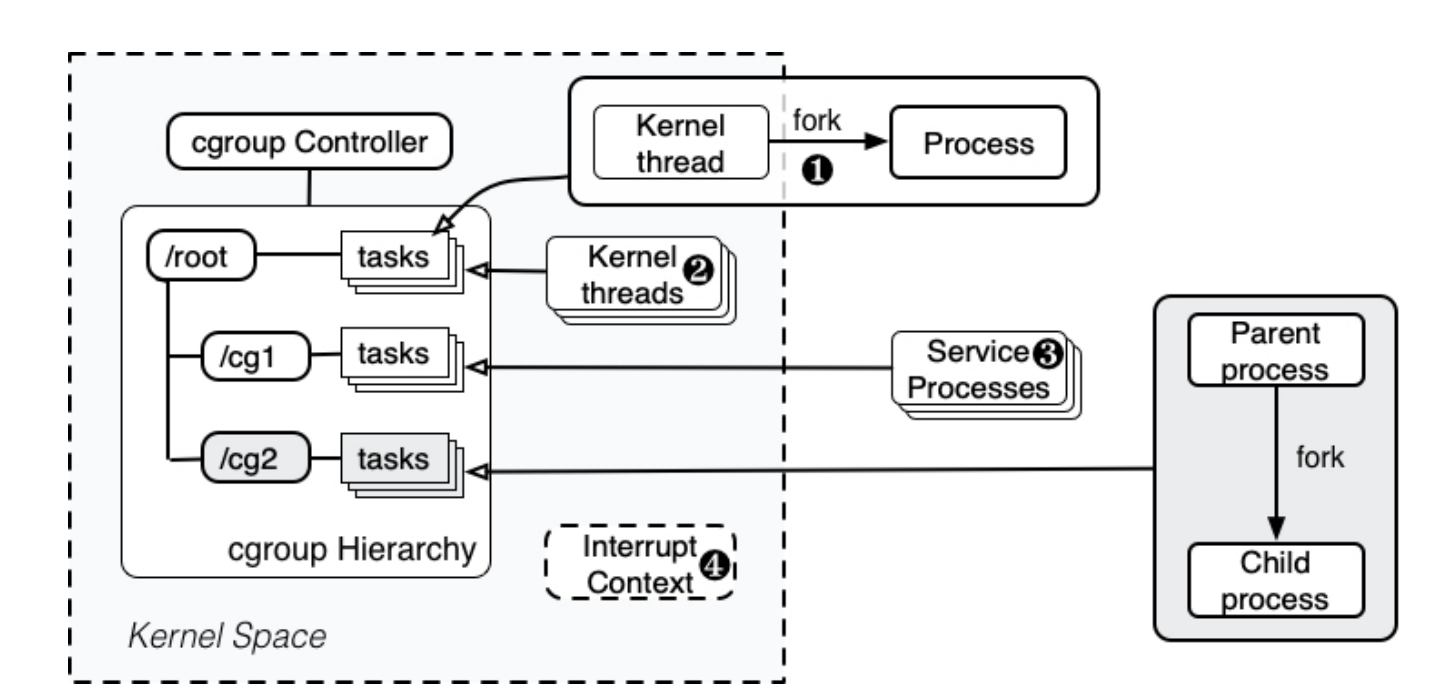 cgroup Controller
Kernel
thread
fork
❶
Process
/root
tasks
Kernel
threads
❷
/cg1
tasks
Service
Processes
❸
/cg2
tasks
cgroup Hierarchy
Interrupt
Context
❹
Kernel Space
Parent
process
fork
Child
process